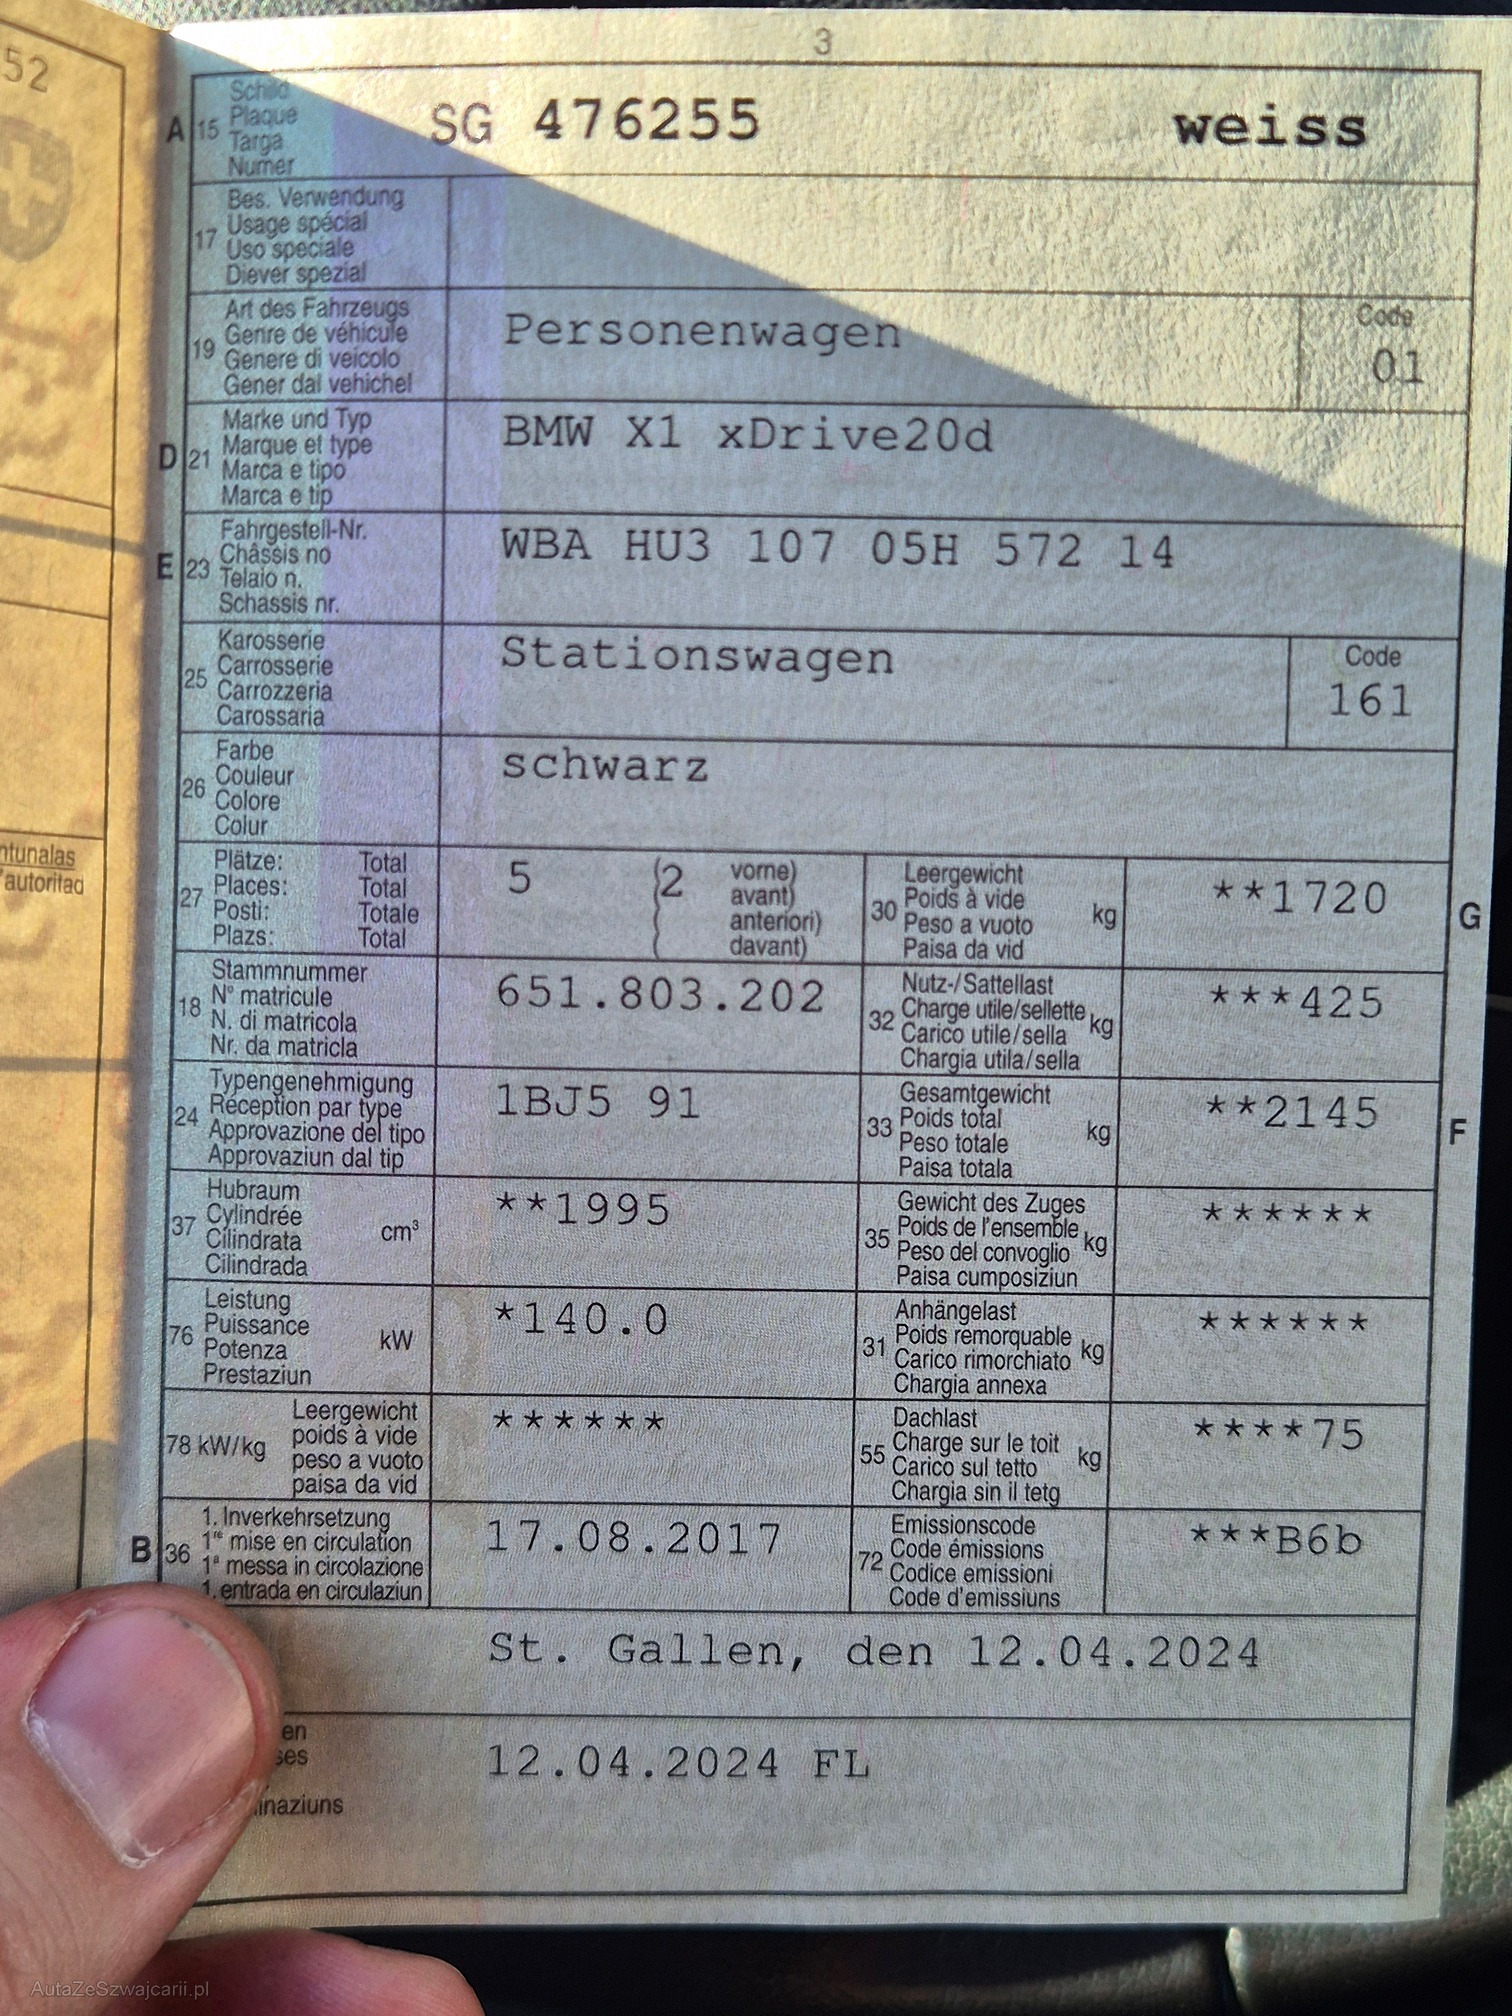 52
ntunalas
'autoritad
3
A 15 Schild Plaque Targa Numer SG 476255 weiss
17 Bes. Verwendung
Usage spécial
Uso speciale
Diever spezial
19 Art des Fahrzeugs
Genre de véhicule
Genere di veicolo
Gener dal vehichel
Personenwagen
Code
01
D 21 Marke und Typ
Marque et type
Marca e tipo
Marca e tip
BMW X1 xDrive20d
E 23 Fahrgestell-Nr.
Châssis no
Telaio n.
Schassis nr.
WBA HU3 107 05H 572 14
25 Karosserie
Carrosserie
Carrozzeria
Carossaria
Stationswagen
Code
161
26 Farbe
Couleur
Colore
Colur
schwarz
27 Plätze: Total
Places: Total
Posti: Totale
Plazs: Total
5 (2 vorne)
avant)
anteriori)
davant)
30 Leergewicht
Poids à vide
Peso a vuoto
Paisa da vid
kg
**1720
G
18 Stammnummer
N° matricule
N. di matricola
Nr. da matricla
651.803.202
32 Nutz-/Sattellast
Charge utile/sellette
Carico utile/sella
Chargia utila/sella
kg
***425
24 Typengenehmigung
Réception par type
Approvazione del tipo
Approvaziun dal tip
1BJ5 91
33 Gesamtgewicht
Poids total
Peso totale
Paisa totala
kg
**2145
F
37 Hubraum
Cylindrée
Cilindrata
Cilindrada
cm³
**1995
35 Gewicht des Zuges
Poids de l'ensemble
Peso del convoglio
Paisa cumposiziun
kg
******
76 Leistung
Puissance
Potenza
Prestaziun
kW
*140.0
31 Anhängelast
Poids remorquable
Carico rimorchiato
Chargia annexa
kg
******
78 kW/kg Leergewicht
poids à vide
peso a vuoto
paisa da vid
******
55 Dachlast
Charge sur le toit
Carico sul tetto
Chargia sin il tetg
kg
****75
B 36 1. Inverkehrsetzung
1re mise en circulation
1a messa in circolazione
1. entrada en circulaziun
17.08.2017
72 Emissionscode
Code émissions
Codice emissioni
Code d'emissiuns
***B6b
St. Gallen, den 12.04.2024
en
ses
inaziuns
12.04.2024 FL
AutaZeSzwajcarii.pl